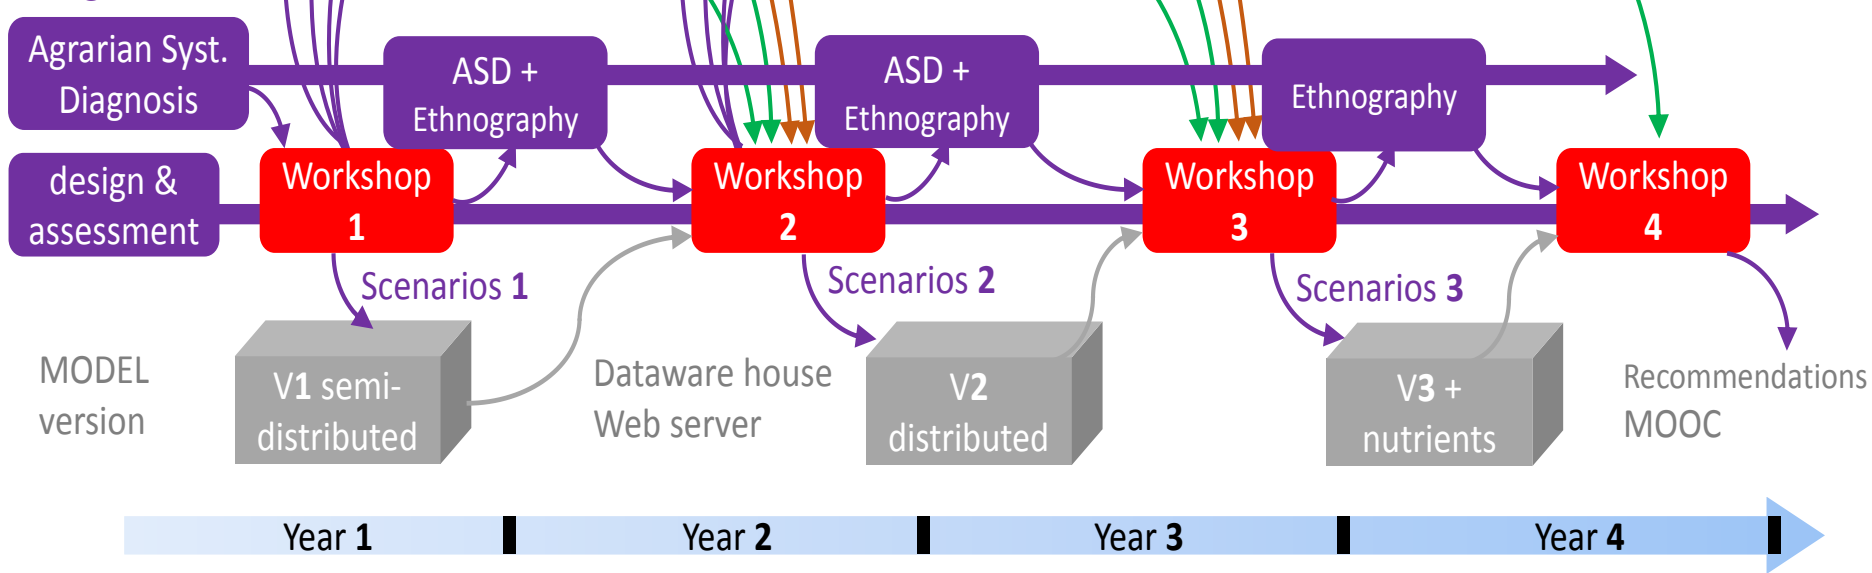 Agrarian Syst.
Diagnosis
ASD +
Ethnography
ASD +
Ethnography
Ethnography
design &
assessment
Workshop
1
Workshop
2
Workshop
3
Workshop
4
Scenarios 1
Scenarios 2
Scenarios 3
MODEL
version
V1 semi-
distributed
Dataware house
Web server
V2
distributed
V3 +
nutrients
Recommendations
MOOC
Year 1
Year 2
Year 3
Year 4